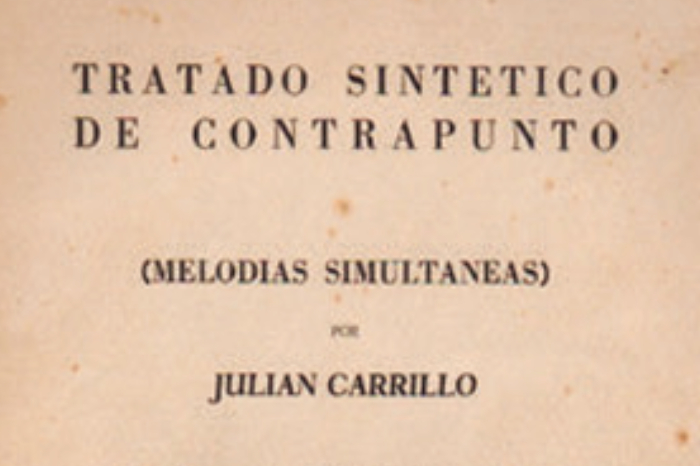 TRATADO SINTETICO
DE CONTRAPUNTO
(MELODIAS SIMULTANEAS)
POR
JULIAN CARRILLO